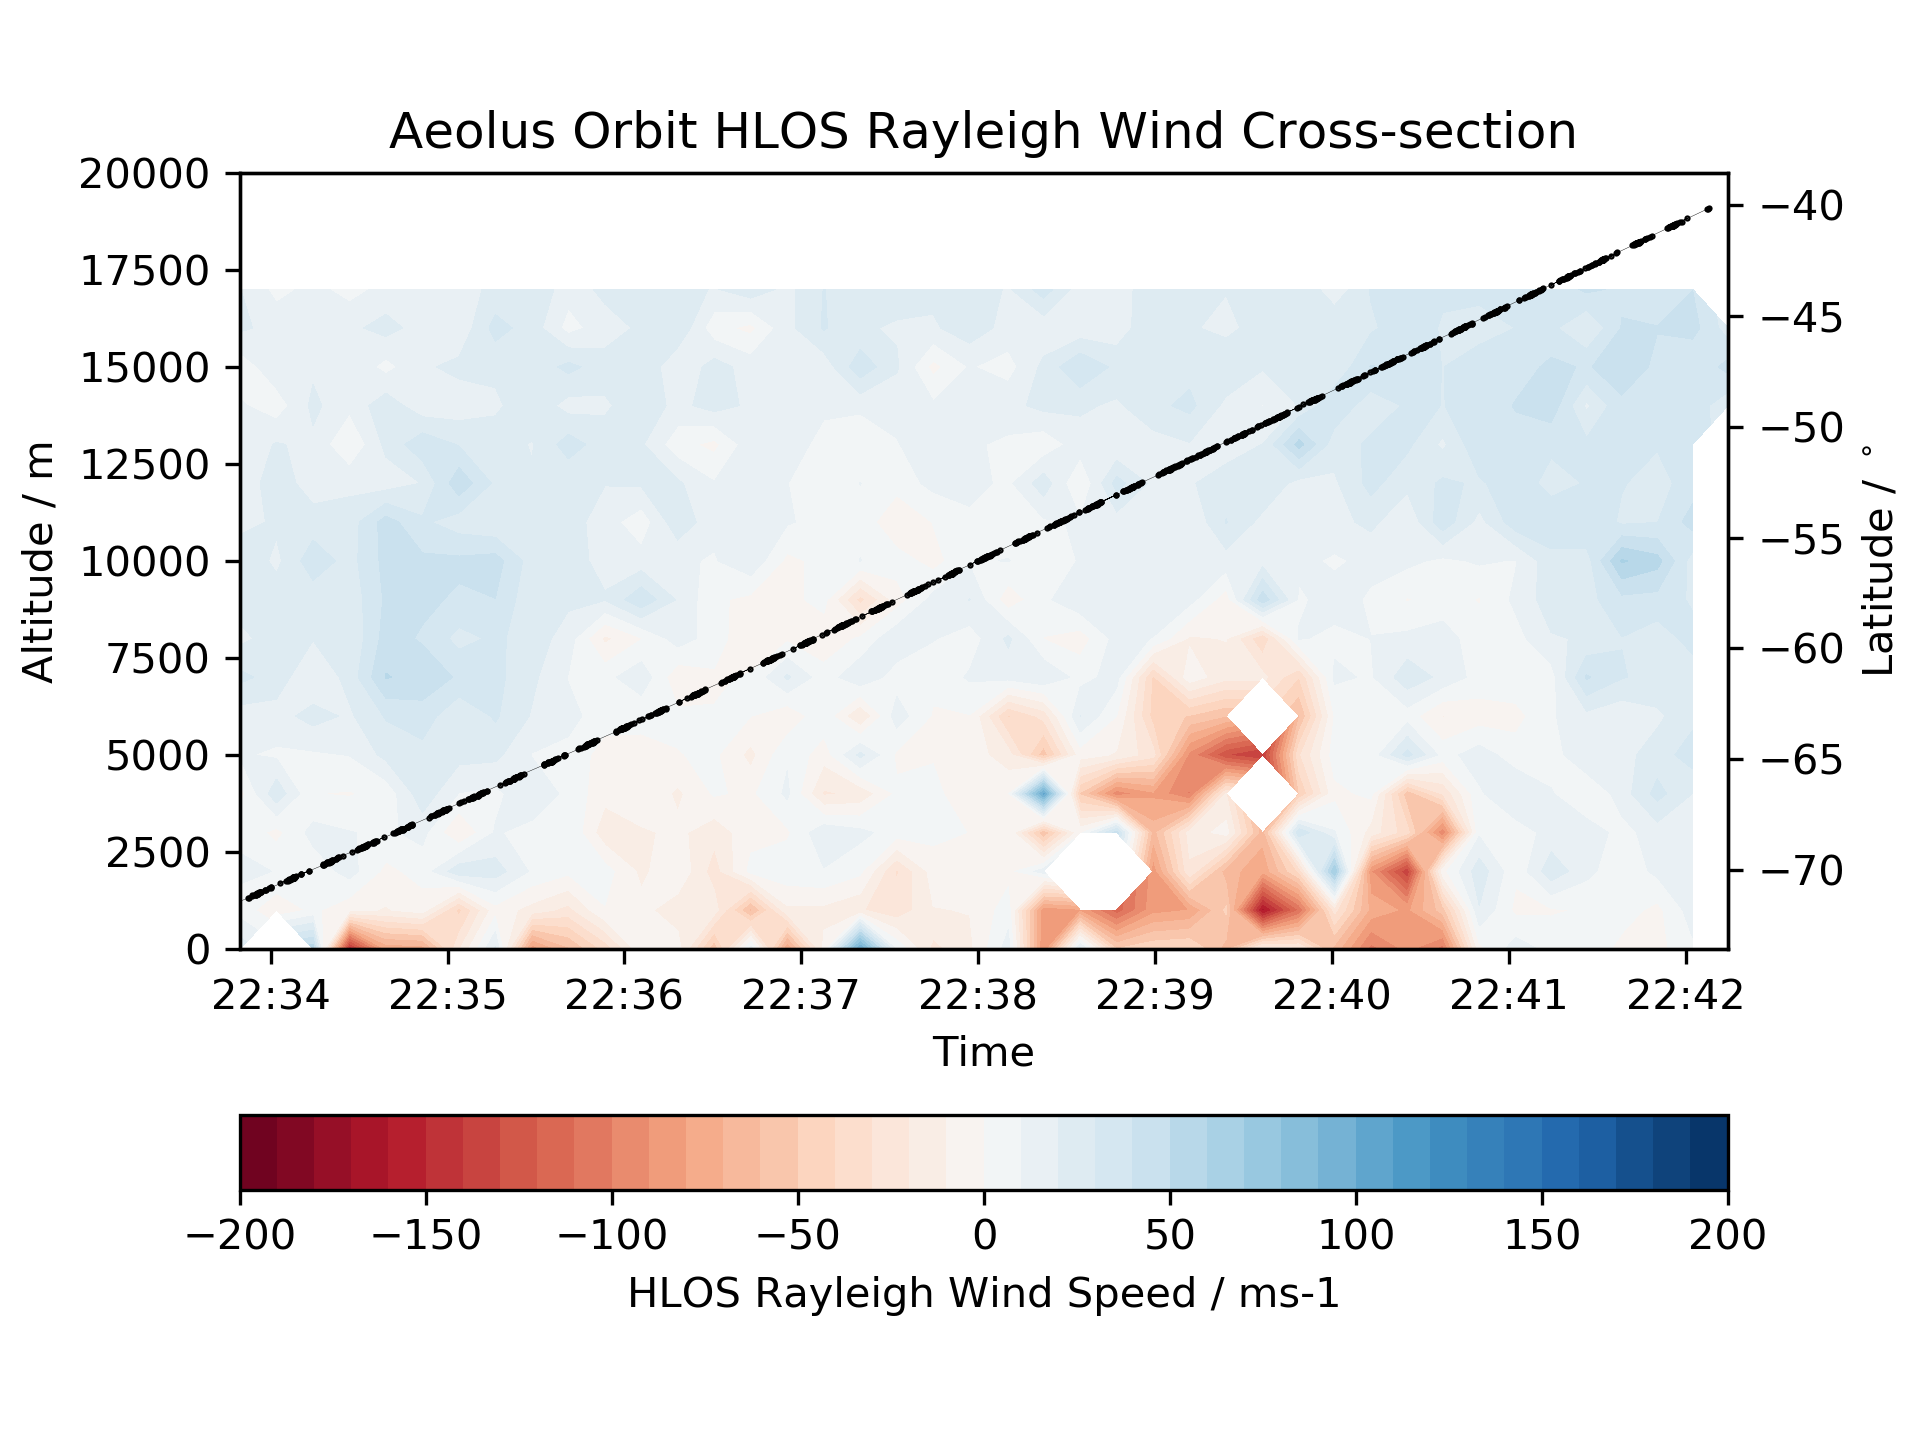 Aeolus Orbit HLOS Rayleigh Wind Cross-section
20000
17500
15000
12500
10000
7500
5000
2500
0
Altitude / m
−40
−45
−50
−55
−60
−65
−70
Latitude / °
22:34 22:35 22:36 22:37 22:38 22:39 22:40 22:41 22:42
Time
−200 −150 −100 −50 0 50 100 150 200
HLOS Rayleigh Wind Speed / ms-1